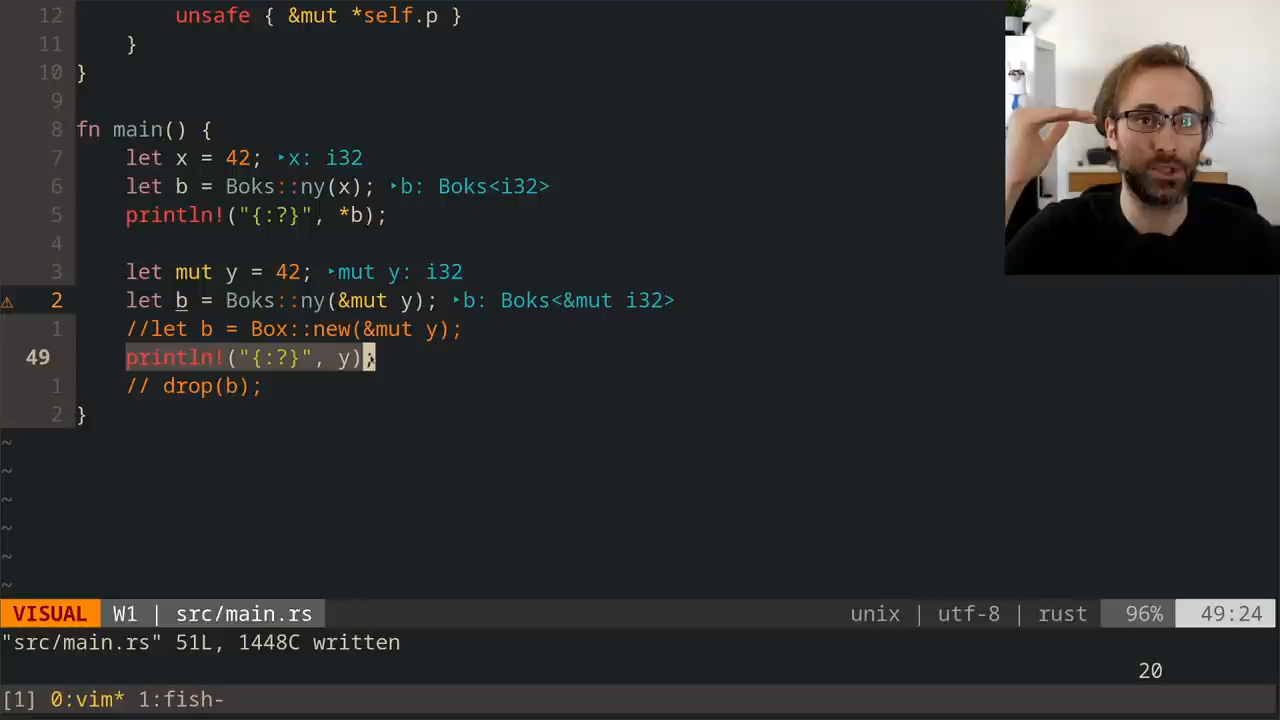 12 unsafe { &mut *self.p }
11 }
10 }
9
8 fn main() {
7 let x = 42; ‣x: i32
6 let b = Boks::ny(x); ‣b: Boks<i32>
5 println!("{:?}", *b);
4
3 let mut y = 42; ‣mut y: i32
⚠ 2 let b = Boks::ny(&mut y); ‣b: Boks<&mut i32>
1 //let b = Box::new(&mut y);
49 println!("{:?}", y);
1 // drop(b);
2 }
~
~
~
~
~
~
VISUAL W1 | src/main.rs unix | utf-8 | rust 96% 49:24
"src/main.rs" 51L, 1448C written
20
[1] 0:vim* 1:fish-